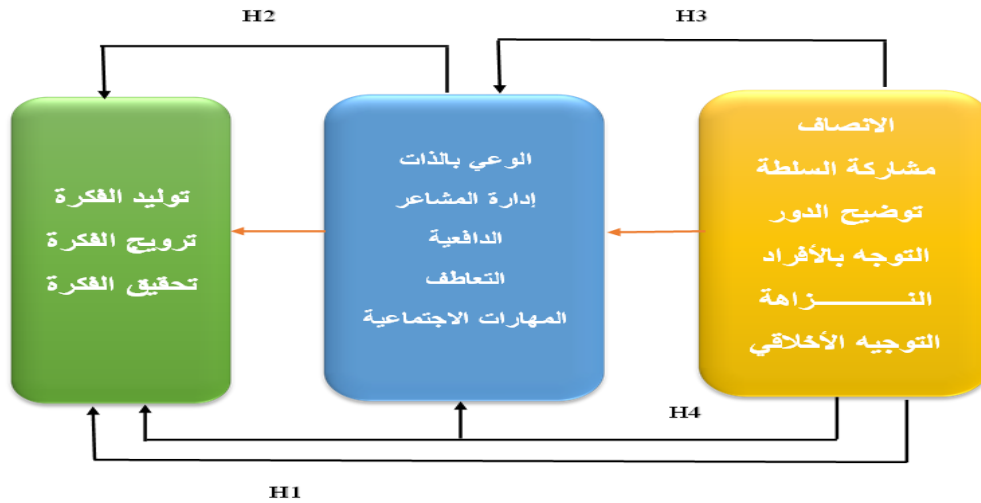 H2
H3
الانصاف
مشاركة السلطة
توضيح الدور
التوجه بالأفراد
النـــــــــزاهة
التوجيه الأخلاقي
الوعي بالذات
إدارة المشاعر
الدافعية
التعاطف
المهارات الاجتماعية
توليد الفكرة
ترويج الفكرة
تحقيق الفكرة
H4
H1